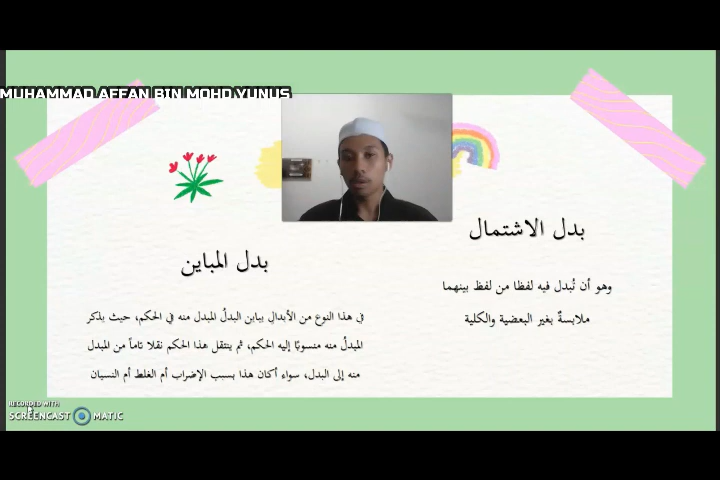 MUHAMMAD AFFAN BIN MOHD YUNUS
بدل الاشتمال
وهو أن تُبدل فيه لفظا من لفظ بينهما
ملابسةٌ بغير البعضية والكلية
بدل المباين
في هذا النوع من الأبدال يباين البدلُ المبدل منه في الحكم، حيث يذكر
المبدلُ منه منسوبًا إليه الحكم، ثم ينتقل هذا الحكم نقلا تاماً من المبدل
منه إلى البدل، سواء أكان هذا بسبب الإضراب أم الغلط أم النسيان
RECORDED WITH
SCREENCAST MATIC